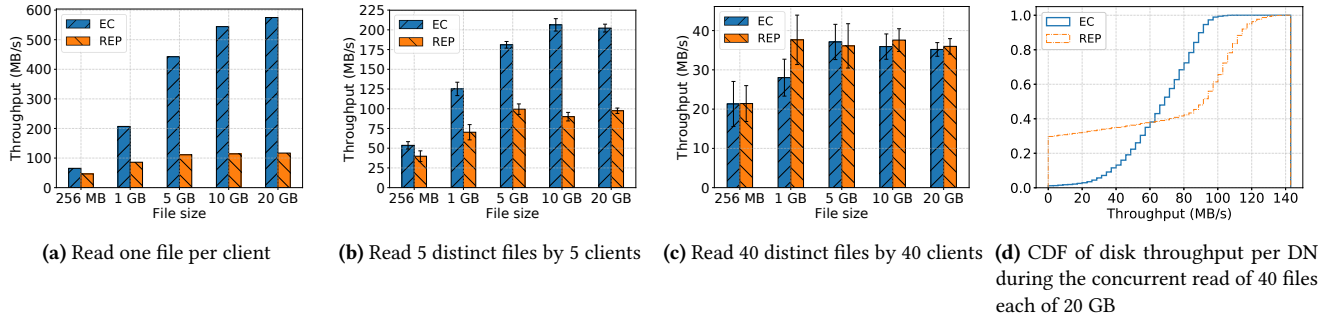 600
500
400
300
200
100
0
Throughput (MB/s)
EC
REP
256 MB 1 GB 5 GB 10 GB 20 GB
File size
(a) Read one file per client
225
200
175
150
125
100
75
50
25
0
Throughput (MB/s)
EC
REP
256 MB 1 GB 5 GB 10 GB 20 GB
File size
(b) Read 5 distinct files by 5 clients
40
30
20
10
0
Throughput (MB/s)
EC
REP
256 MB 1 GB 5 GB 10 GB 20 GB
File size
(c) Read 40 distinct files by 40 clients
1.0
0.8
0.6
0.4
0.2
0.0
EC
REP
0 20 40 60 80 100 120 140
Throughput (MB/s)
(d) CDF of disk throughput per DN
during the concurrent read of 40 files
each of 20 GB